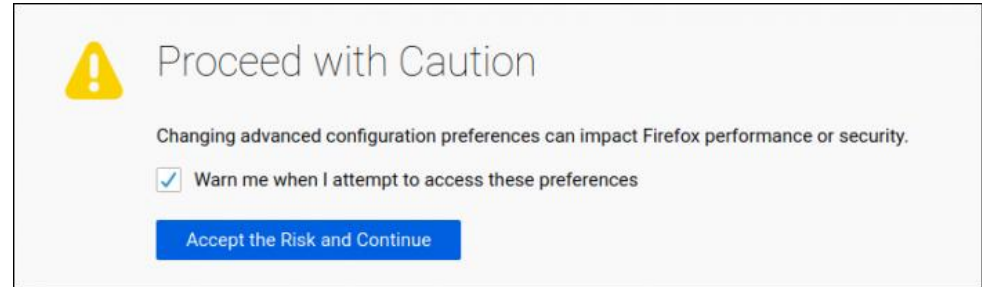 Proceed with Caution
Changing advanced configuration preferences can impact Firefox performance or security.
Warn me when I attempt to access these preferences
Accept the Risk and Continue